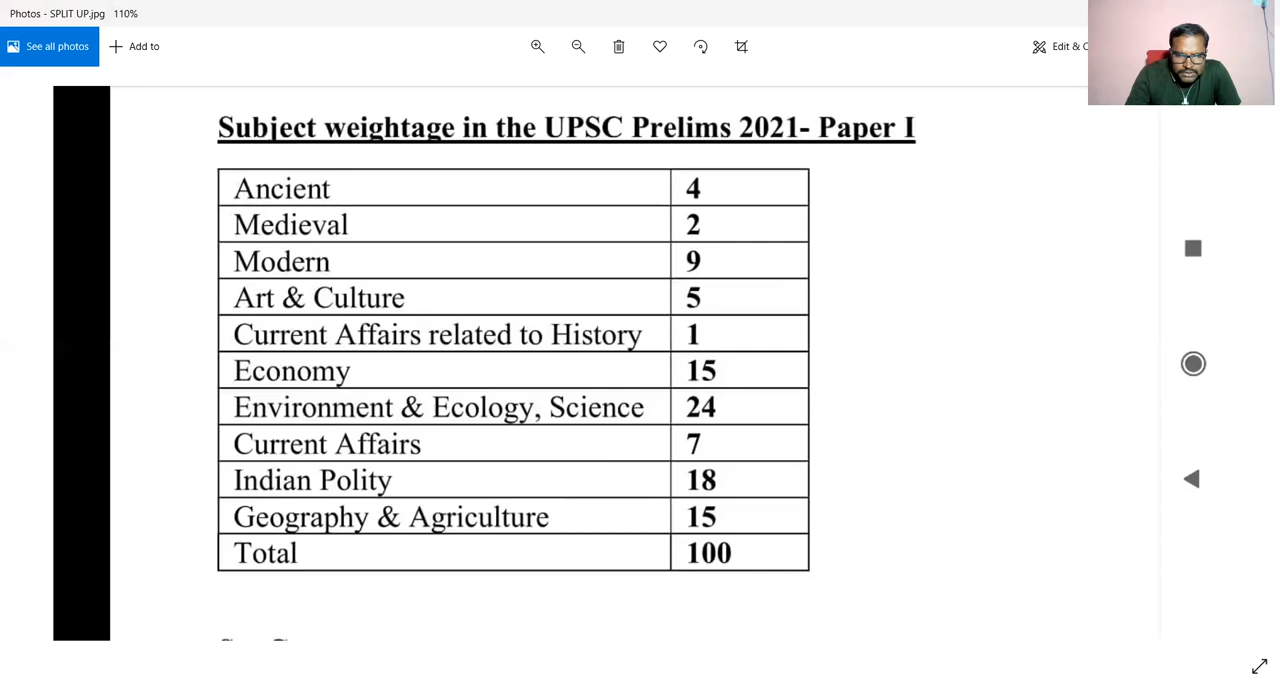 Photos - SPLIT UP.jpg 110%
See all photos
Add to
Edit & C
Subject weightage in the UPSC Prelims 2021- Paper I
Ancient 4
Medieval 2
Modern 9
Art & Culture 5
Current Affairs related to History 1
Economy 15
Environment & Ecology, Science 24
Current Affairs 7
Indian Polity 18
Geography & Agriculture 15
Total 100